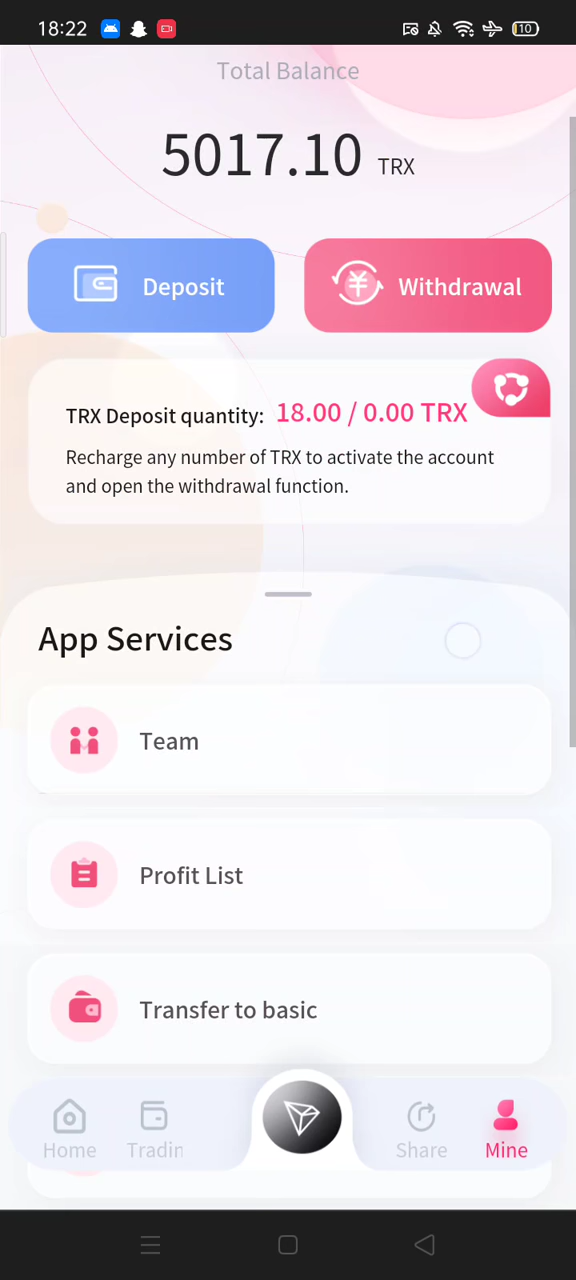 18:22
10
Total Balance
5017.10 TRX
Deposit
¥
Withdrawal
TRX Deposit quantity: 18.00 / 0.00 TRX
Recharge any number of TRX to activate the account
and open the withdrawal function.
App Services
Team
Profit List
Transfer to basic
Home
Tradin
Share
Mine